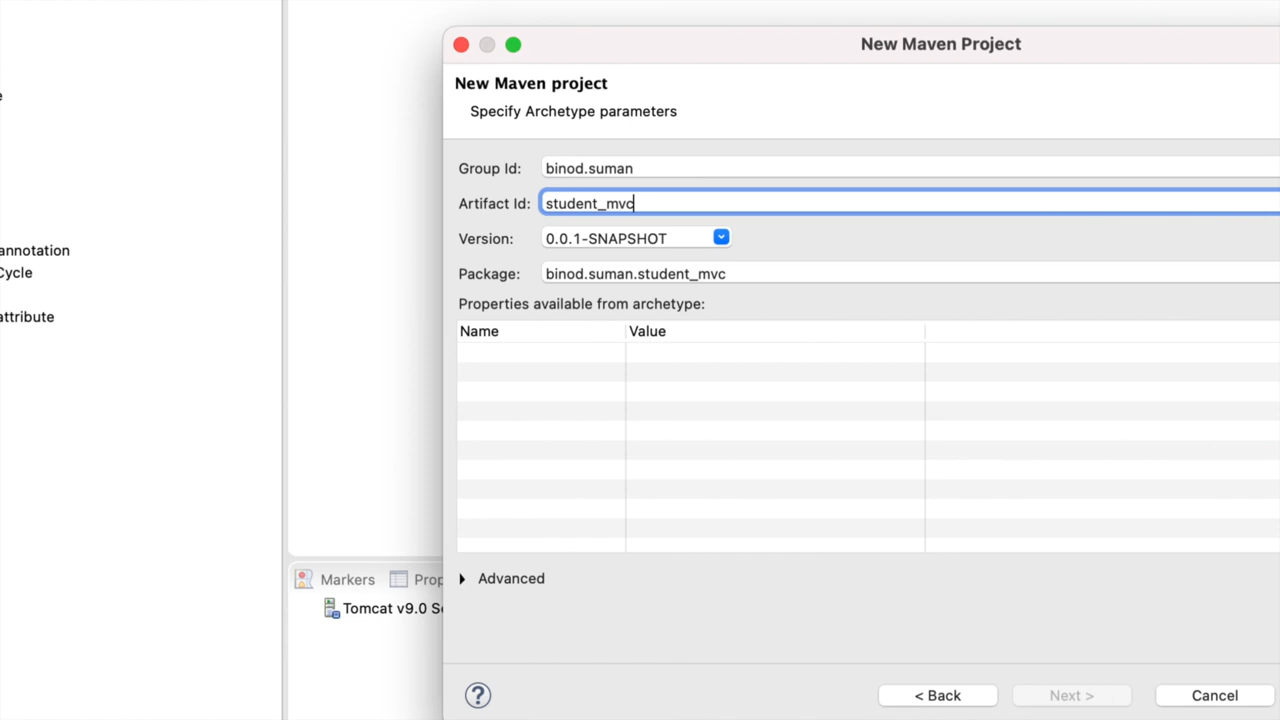 New Maven Project
New Maven project
Specify Archetype parameters
e
Group Id: binod.suman
Artifact Id: student_mvc
Version: 0.0.1-SNAPSHOT
annotation
Cycle
Package: binod.suman.student_mvc
Properties available from archetype:
attribute
Name Value
Markers Prop
Advanced
Tomcat v9.0 Se
? < Back Next > Cancel